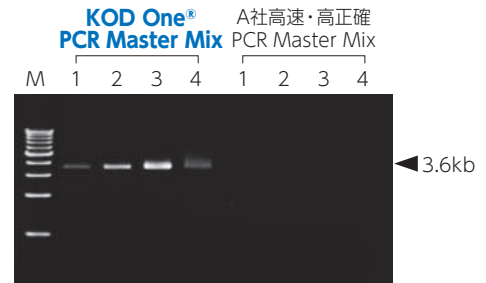 KOD One® A社高速・高正確
PCR Master Mix PCR Master Mix
M 1 2 3 4 1 2 3 4
◀3.6kb